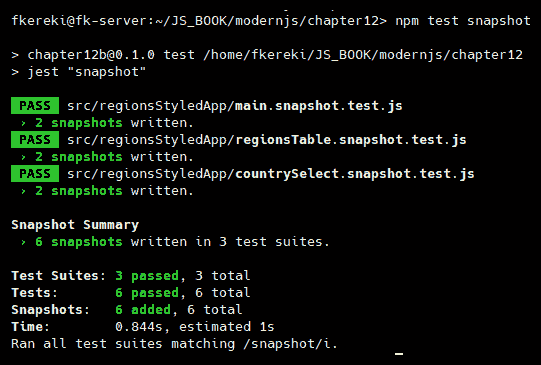 fkereki@fk-server:~/JS_BOOK/modernjs/chapter12> npm test snapshot
> chapter12b@0.1.0 test /home/fkereki/JS_BOOK/modernjs/chapter12
> jest "snapshot"
PASS src/regionsStyledApp/main.snapshot.test.js
› 2 snapshots written.
PASS src/regionsStyledApp/regionsTable.snapshot.test.js
› 2 snapshots written.
PASS src/regionsStyledApp/countrySelect.snapshot.test.js
› 2 snapshots written.
Snapshot Summary
› 6 snapshots written in 3 test suites.
Test Suites: 3 passed, 3 total
Tests: 6 passed, 6 total
Snapshots: 6 added, 6 total
Time: 0.844s, estimated 1s
Ran all test suites matching /snapshot/i.